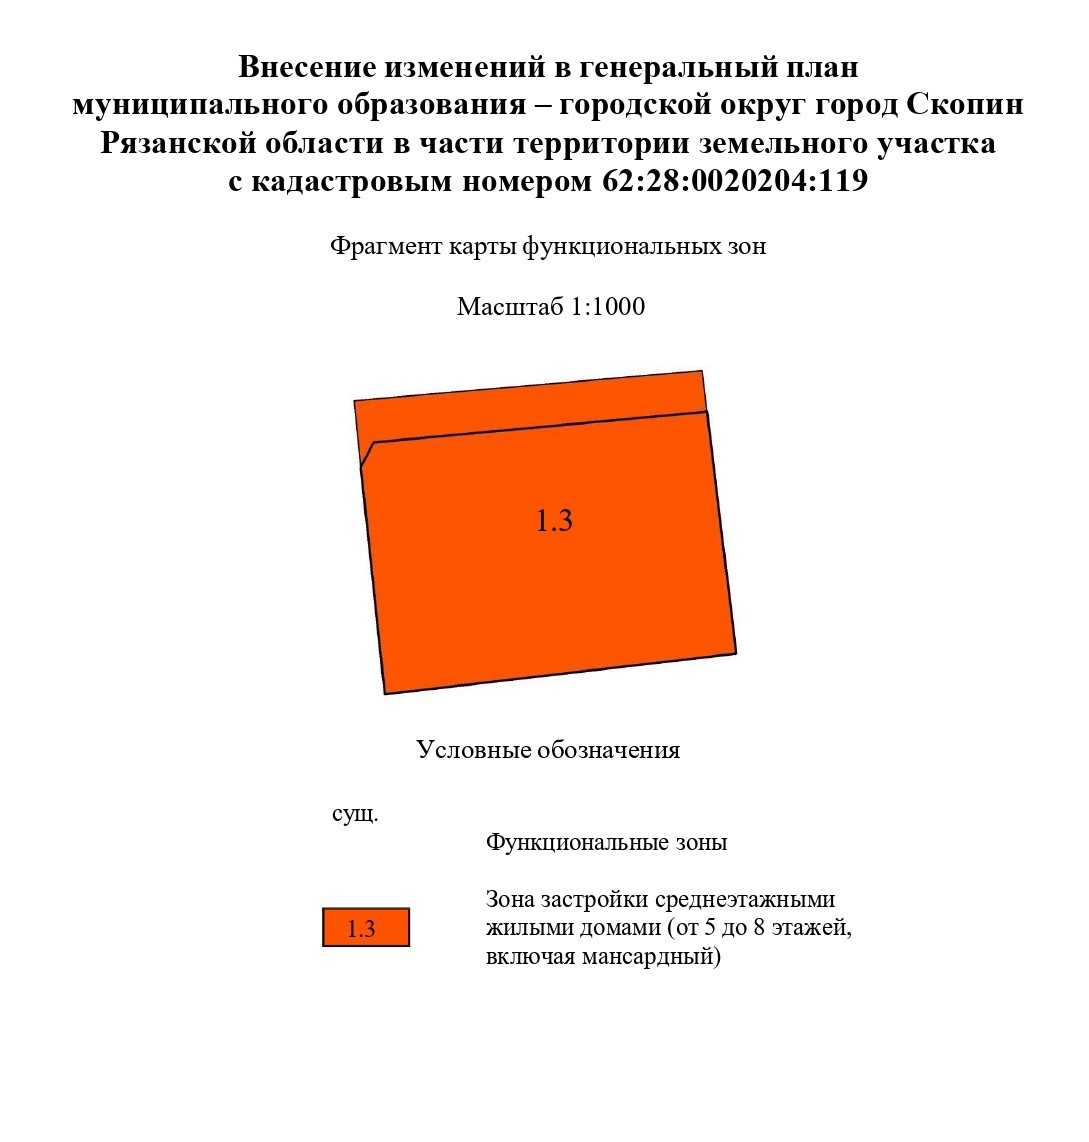 Внесение изменений в генеральный план
муниципального образования – городской округ город Скопин
Рязанской области в части территории земельного участка
с кадастровым номером 62:28:0020204:119
Фрагмент карты функциональных зон
Масштаб 1:1000
1.3
Условные обозначения
сущ.
Функциональные зоны
Зона застройки среднеэтажными
1.3
жилыми домами (от 5 до 8 этажей,
включая мансардный)